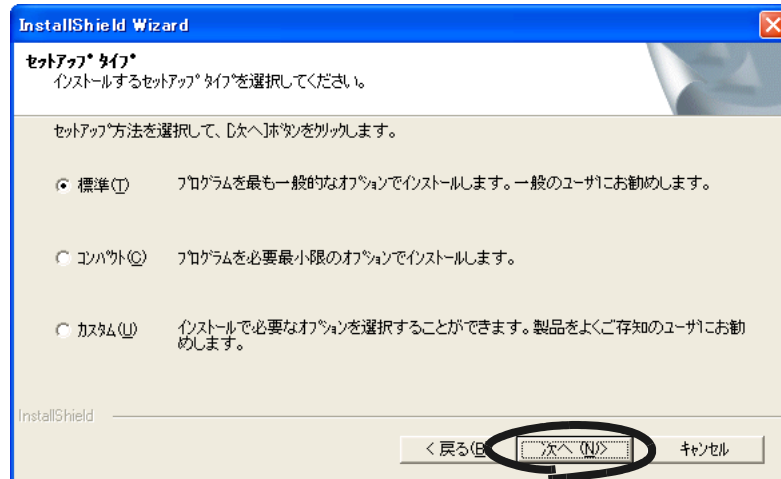 InstallShield Wizard
セットアップ タイプ
インストールするセットアップ タイプを選択してください。
セットアップ方法を選択して、[次へ]ボタンをクリックします。
標準(T)
プログラムを最も一般的なオプションでインストールします。一般のユーザにお勧めします。
コンパクト(C)
プログラムを必要最小限のオプションでインストールします。
カスタム(U)
インストールで必要なオプションを選択することができます。製品をよくご存知のユーザにお勧
めします。
InstallShield
< 戻る(B
次へ (N)>
キャンセル